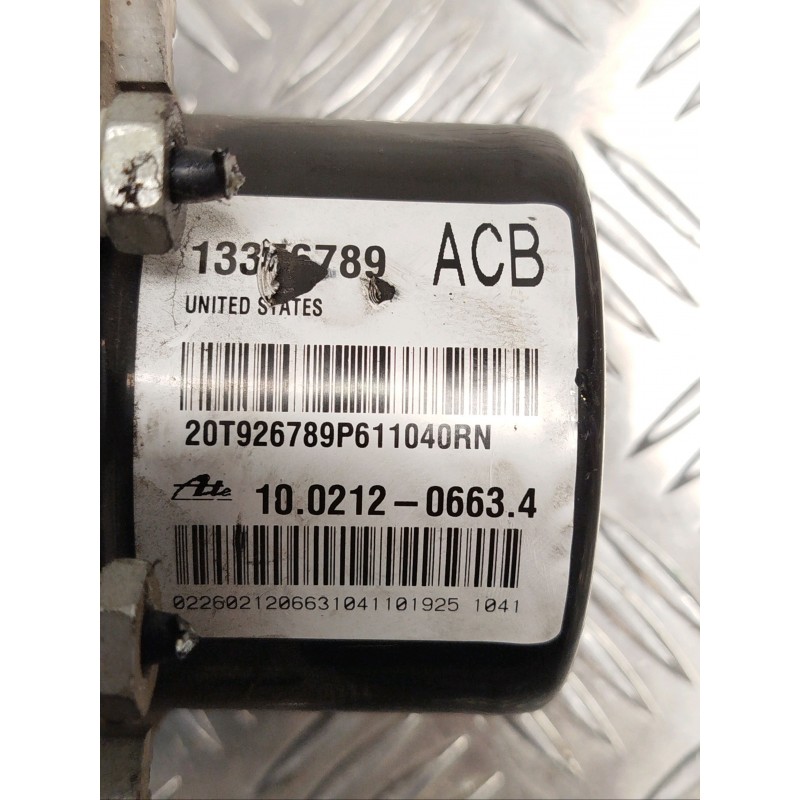 ACB
UNITED STATES
20T926789P611040RN
Ate 10.0212-0663.4
0226021206631041101925 1041